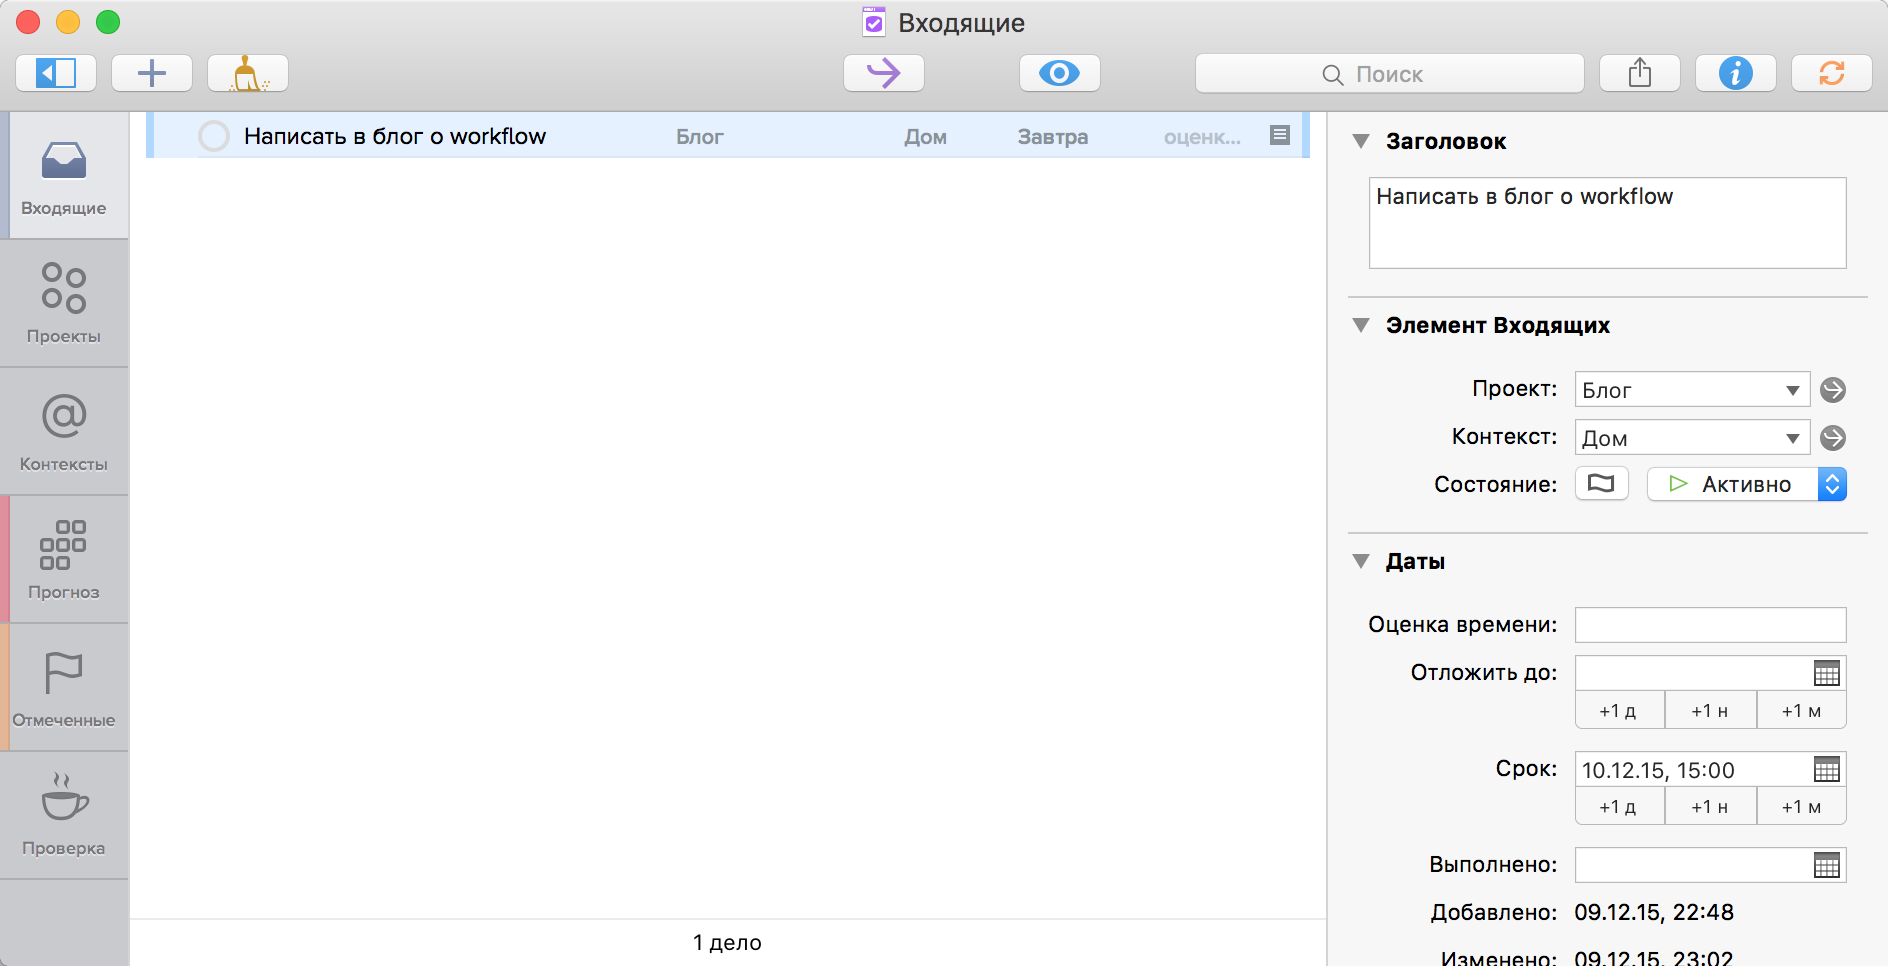 Входящие
Поиск
Входящие
Проекты
Контексты
Прогноз
Отмеченные
Проверка
Написать в блог о workflow Блог Дом Завтра оценк...
1 дело
Заголовок
Написать в блог о workflow
Элемент Входящих
Проект: Блог
Контекст: Дом
Состояние: Активно
Даты
Оценка времени:
Отложить до:
+1 д +1 н +1 м
Срок: 10.12.15, 15:00
+1 д +1 н +1 м
Выполнено:
Добавлено: 09.12.15, 22:48
Изменено: 09.12.15, 23:02